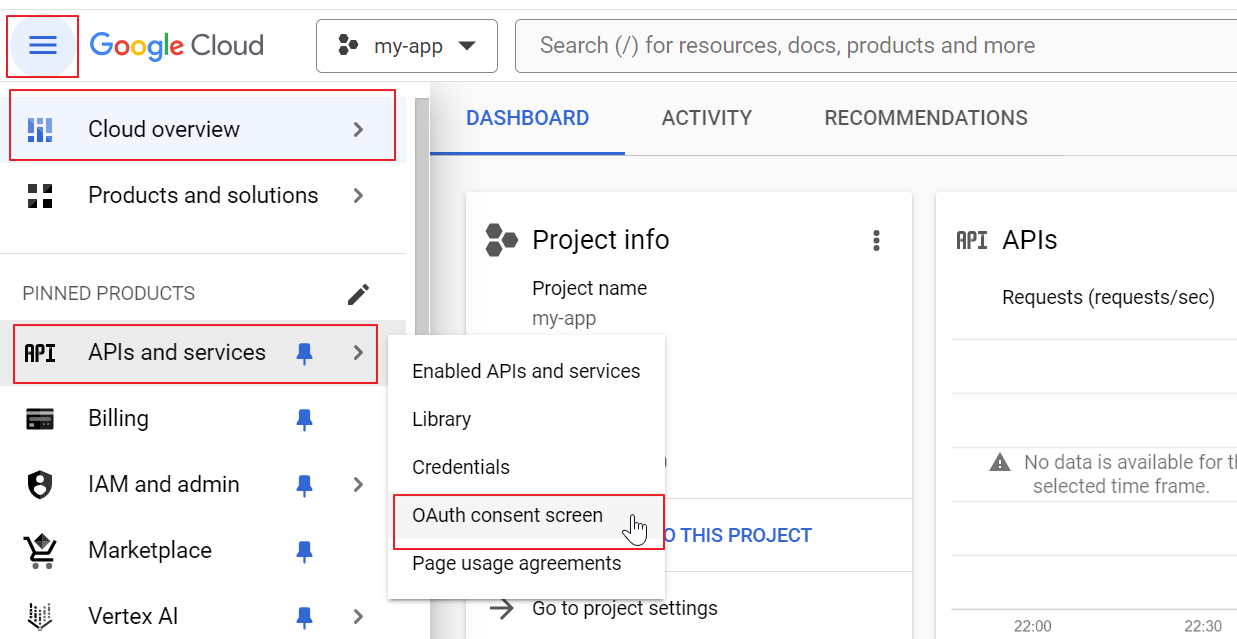 Google Cloud
my-app
Search (/) for resources, docs, products and more
Cloud overview
Products and solutions
PINNED PRODUCTS
API APIs and services
Billing
IAM and admin
Marketplace
Vertex AI
Enabled APIs and services
Library
Credentials
OAuth consent screen
Page usage agreements
DASHBOARD
ACTIVITY
RECOMMENDATIONS
Project info
Project name
my-app
O THIS PROJECT
Go to project settings
API APIs
Requests (requests/sec)
No data is available for
selected time frame.
22:00
22:30